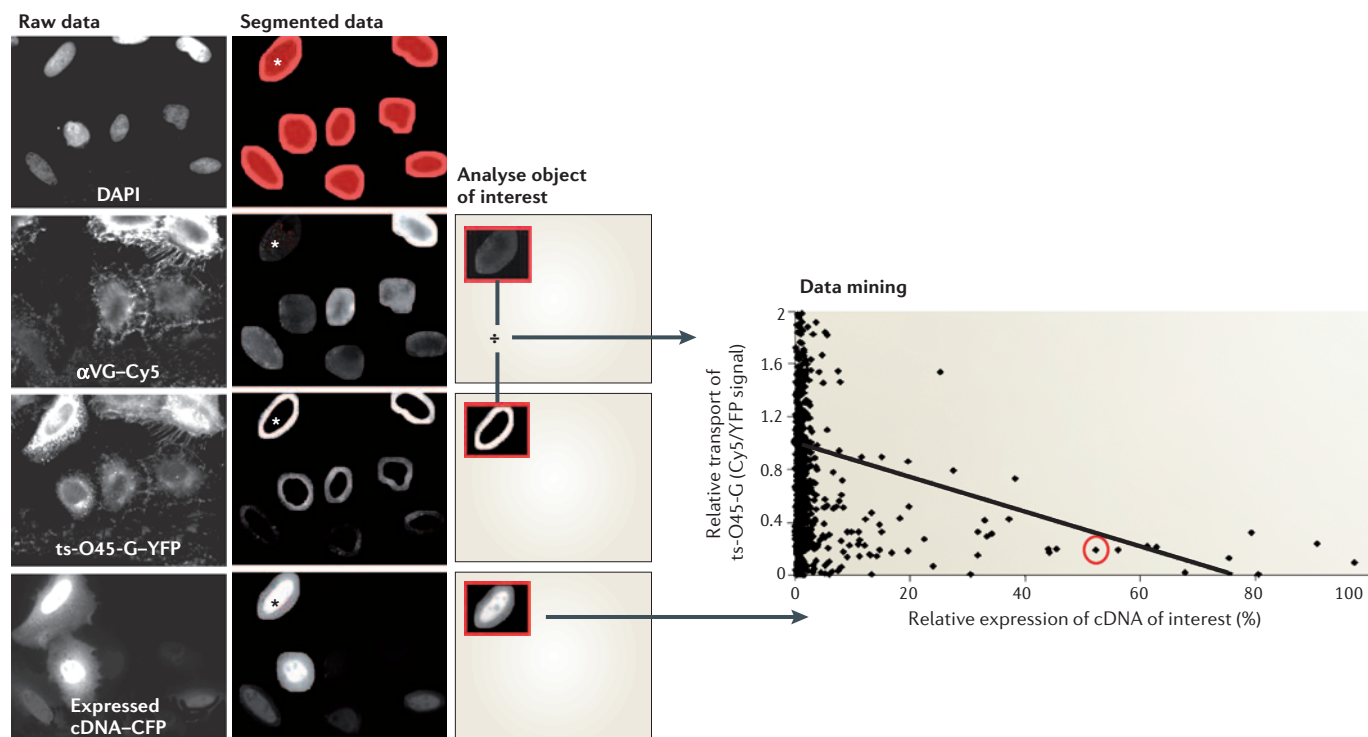 Raw data
Segmented data
DAPI
*
Analyse object
of interest
αVG–Cy5
*
÷
ts-O45-G–YFP
*
Expressed
cDNA–CFP
*
Data mining
Relative transport of
ts-O45-G (Cy5/YFP signal)
2
1.6
1.2
0.8
0.4
0
0
20
40
60
80
100
Relative expression of cDNA of interest (%)